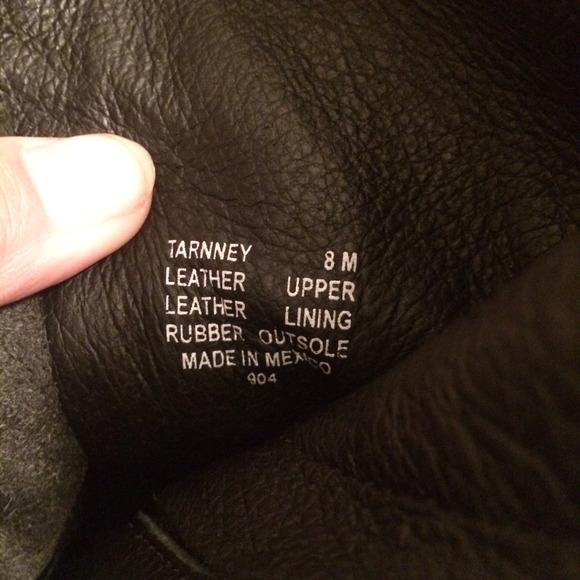 TARNNEY 8 M
LEATHER UPPER
LEATHER LINING
RUBBER OUTSOLE
MADE IN MEXICO
904